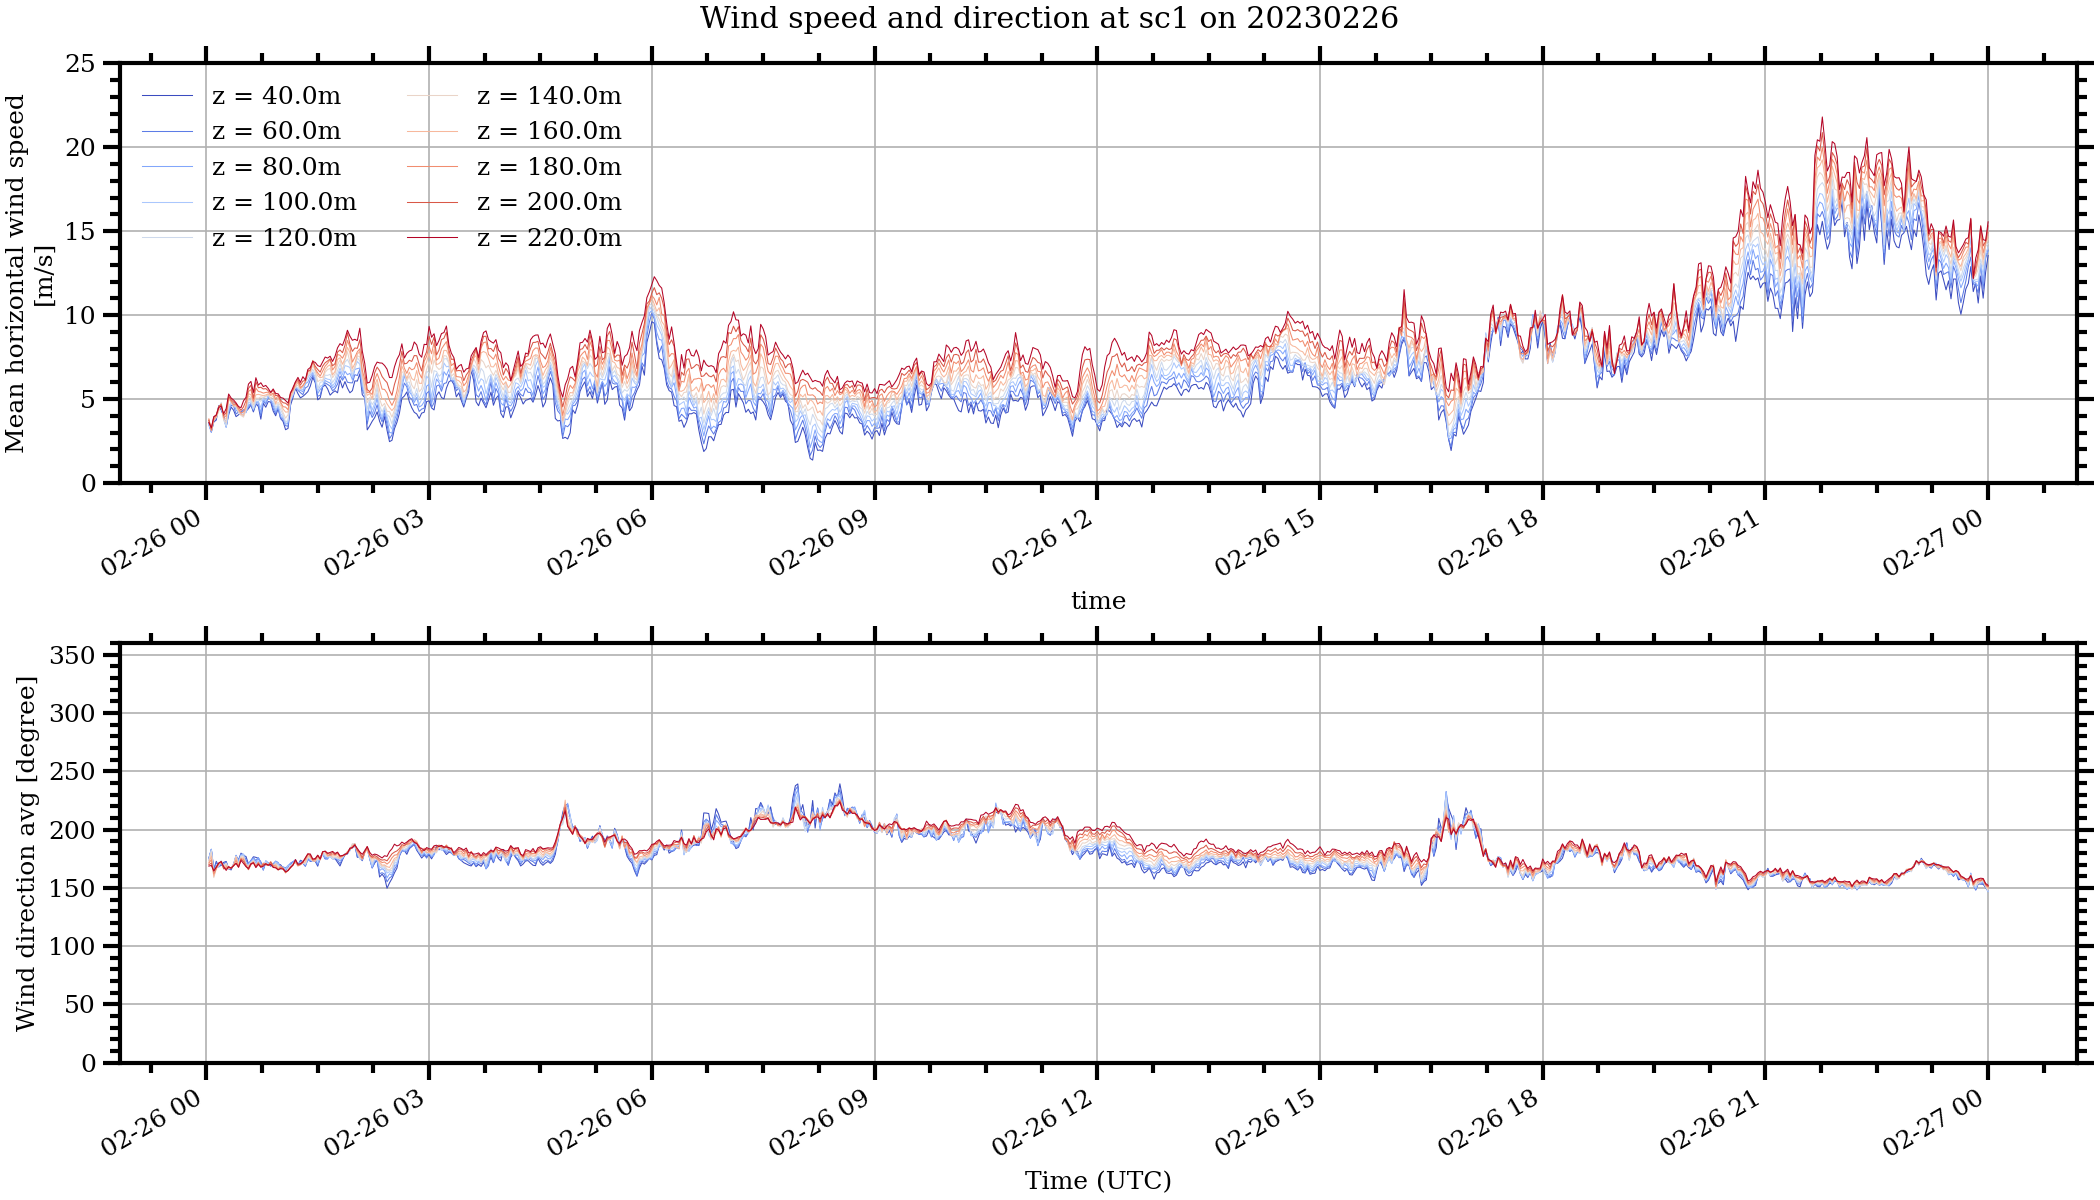 Wind speed and direction at sc1 on 20230226
Mean horizontal wind speed
[m/s]
25
20
15
10
5
0
z = 40.0m
z = 60.0m
z = 80.0m
z = 100.0m
z = 120.0m
z = 140.0m
z = 160.0m
z = 180.0m
z = 200.0m
z = 220.0m
02-26 00
02-26 03
02-26 06
02-26 09
02-26 12
02-26 15
02-26 18
02-26 21
02-27 00
time
Wind direction avg [degree]
350
300
250
200
150
100
50
0
02-26 00
02-26 03
02-26 06
02-26 09
02-26 12
02-26 15
02-26 18
02-26 21
02-27 00
Time (UTC)